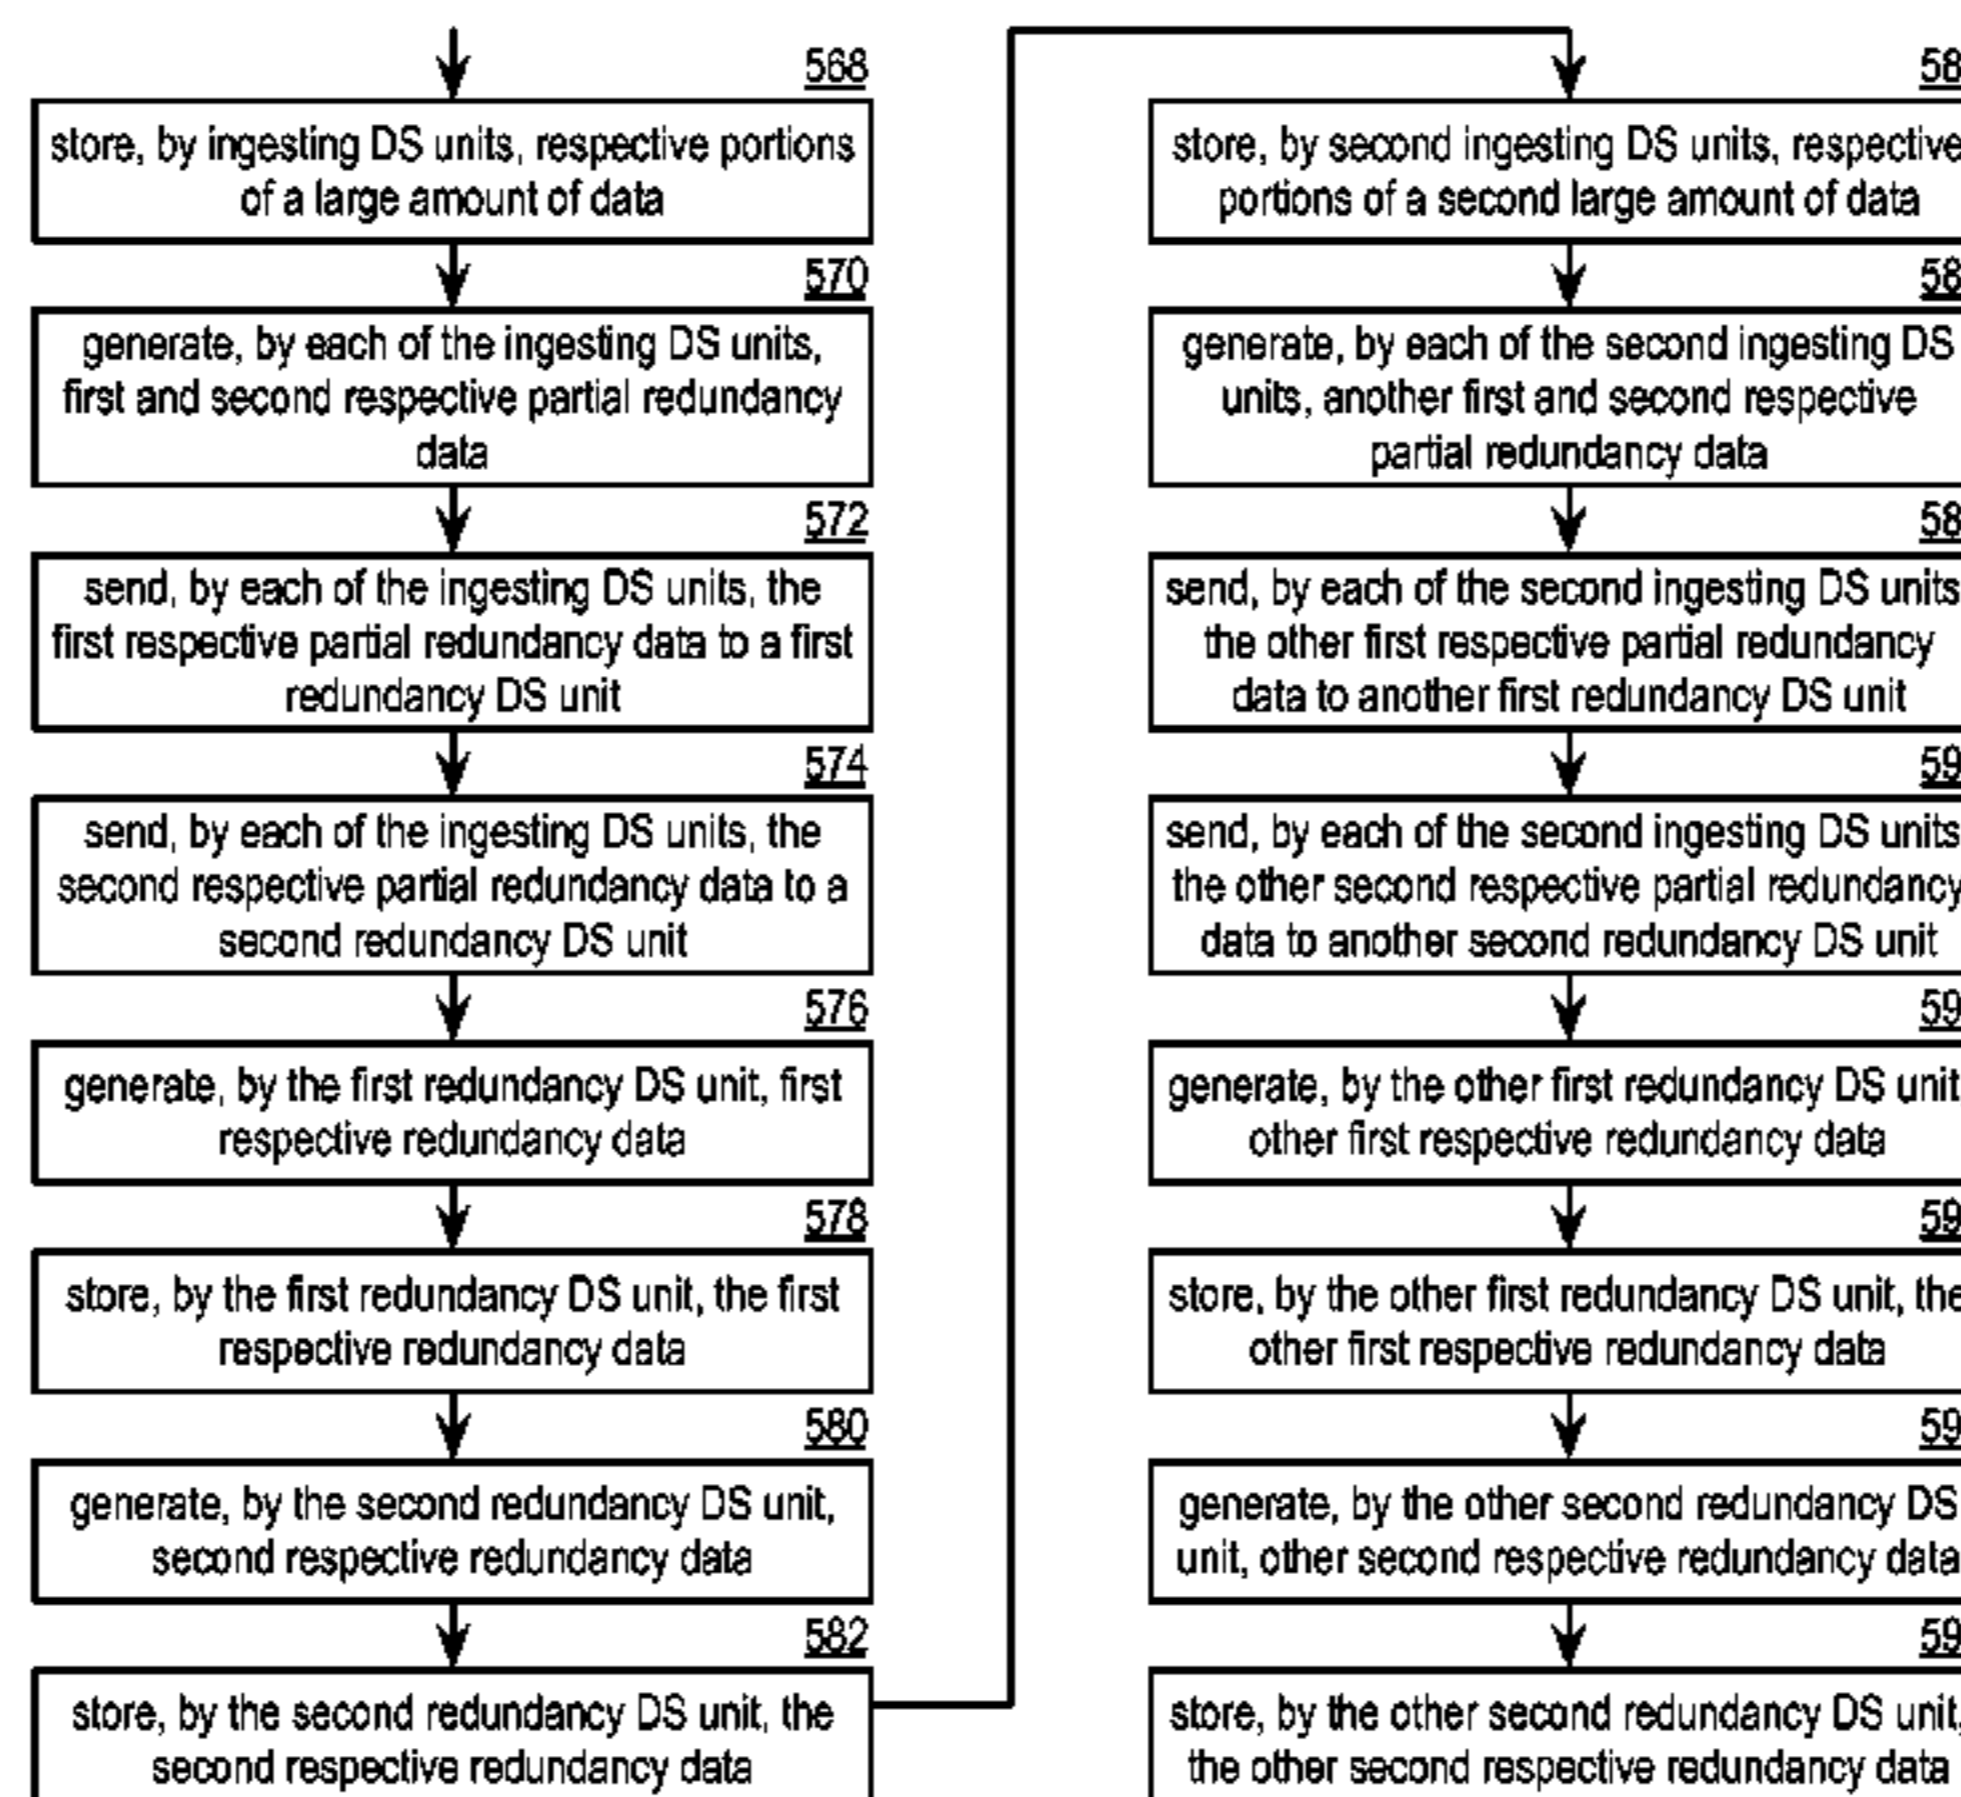 568
store, by ingesting DS units, respective portions
of a large amount of data
570
generate, by each of the ingesting DS units,
first and second respective partial redundancy
data
572
send, by each of the ingesting DS units, the
first respective partial redundancy data to a first
redundancy DS unit
574
send, by each of the ingesting DS units, the
second respective partial redundancy data to a
second redundancy DS unit
576
generate, by the first redundancy DS unit, first
respective redundancy data
578
store, by the first redundancy DS unit, the first
respective redundancy data
580
generate, by the second redundancy DS unit,
second respective redundancy data
582
store, by the second redundancy DS unit, the
second respective redundancy data
58
store, by second ingesting DS units, respective
portions of a second large amount of data
58
generate, by each of the second ingesting DS
units, another first and second respective
partial redundancy data
58
send, by each of the second ingesting DS units
the other first respective partial redundancy
data to another first redundancy DS unit
59
send, by each of the second ingesting DS units
the other second respective partial redundancy
data to another second redundancy DS unit
59
generate, by the other first redundancy DS unit,
other first respective redundancy data
59
store, by the other first redundancy DS unit, the
other first respective redundancy data
59
generate, by the other second redundancy DS
unit, other second respective redundancy data
59
store, by the other second redundancy DS unit,
the other second respective redundancy data